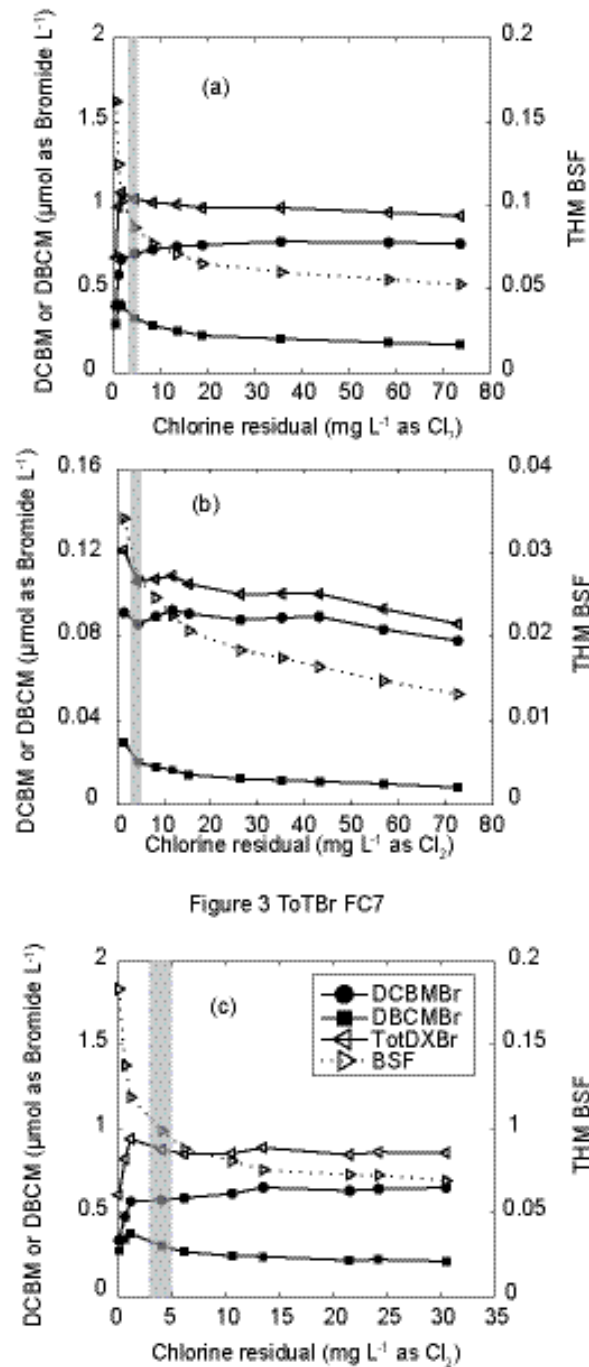 DCBM or DBCM (µmol as Bromide L⁻¹)
2
1.5
1
0.5
0
(a)
0.2
0.15
0.1
0.05
0
THM BSF
0 10 20 30 40 50 60 70 80
Chlorine residual (mg L⁻¹ as Cl₂)
DCBM or DBCM (µmol as Bromide L⁻¹)
0.16
0.12
0.08
0.04
0
(b)
0.04
0.03
0.02
0.01
0
THM BSF
0 10 20 30 40 50 60 70 80
Chlorine residual (mg L⁻¹ as Cl₂)
Figure 3 ToTBr FC7
DCBM or DBCM (µmol as Bromide L⁻¹)
2
1.5
1
0.5
0
(c)
DCBMBr
DBCMBr
TotDXBr
BSF
0.2
0.15
1
0.05
0
THM BSF
0 5 10 15 20 25 30 35
Chlorine residual (mg L⁻¹ as Cl₂)